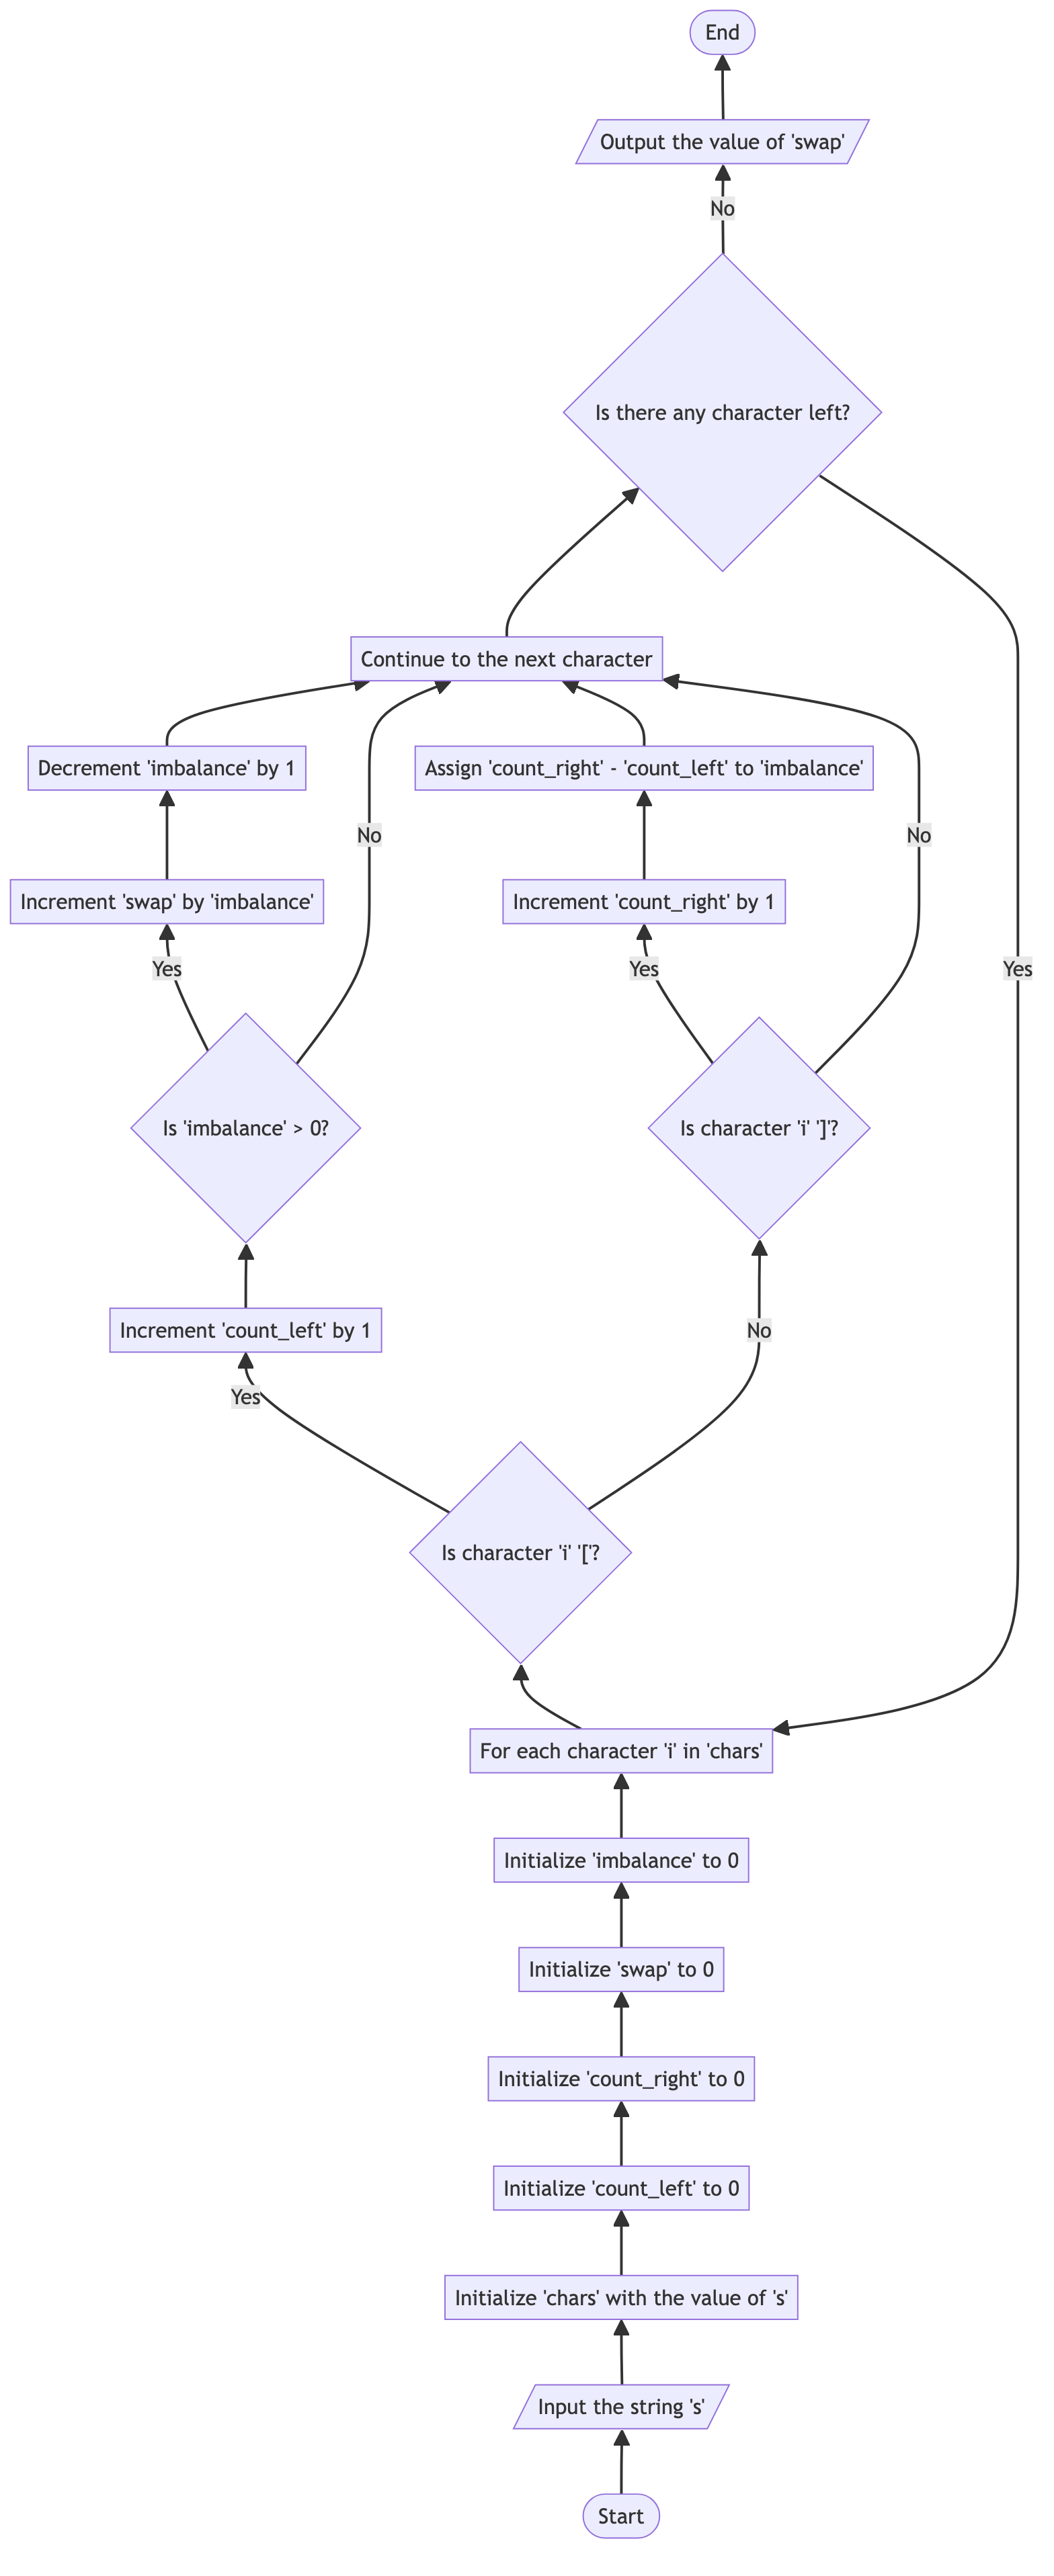 End
Output the value of 'swap'
No
Is there any character left?
Continue to the next character
Decrement 'imbalance' by 1
Assign 'count_right' - 'count_left' to 'imbalance'
No
No
Increment 'swap' by 'imbalance'
Increment 'count_right' by 1
Yes
Yes
Yes
Is 'imbalance' > 0?
Is character 'i' ']'?
Increment 'count_left' by 1
No
Yes
Is character 'i' '['?
For each character 'i' in 'chars'
Initialize 'imbalance' to 0
Initialize 'swap' to 0
Initialize 'count_right' to 0
Initialize 'count_left' to 0
Initialize 'chars' with the value of 's'
Input the string 's'
Start